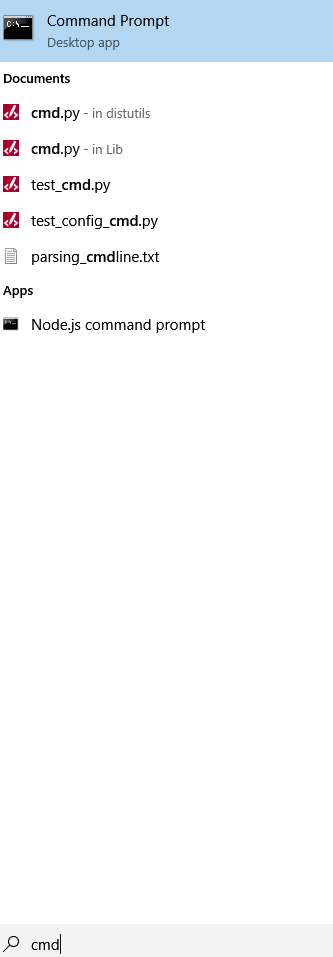 Command Prompt
Desktop app
Documents
cmd.py - in distutils
cmd.py - in Lib
test_cmd.py
test_config_cmd.py
parsing_cmdline.txt
Apps
Node.js command prompt
cmd